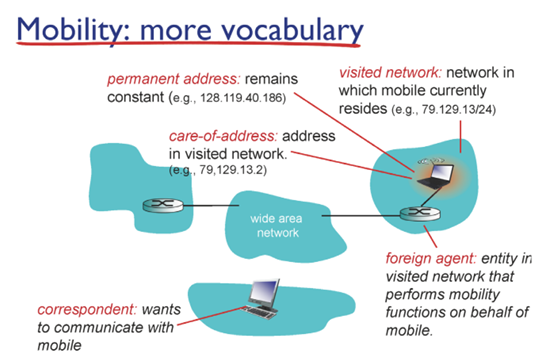 Mobility: more vocabulary
permanent address: remains
constant (e.g., 128.119.40.186)
visited network: network in
which mobile currently
resides (e.g., 79.129.13/24)
care-of-address: address
in visited network.
(e.g., 79,129.13.2)
wide area
network
foreign agent: entity in
visited network that
performs mobility
functions on behalf of
mobile.
correspondent: wants
to communicate with
mobile